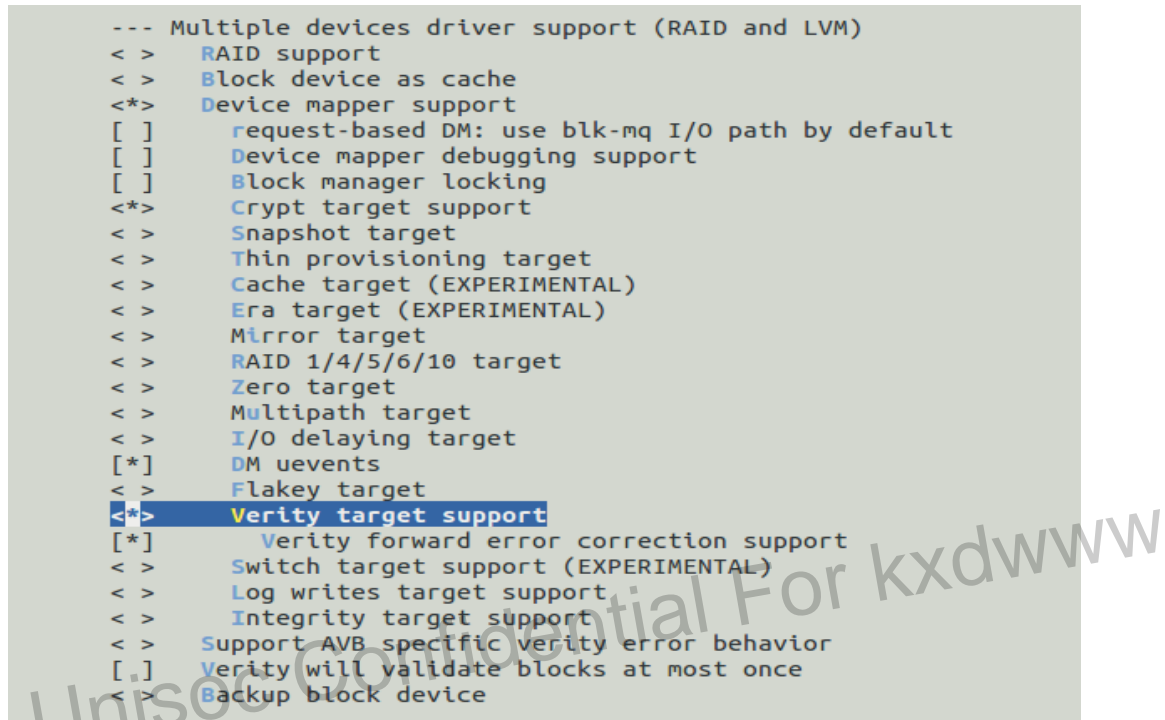 --- Multiple devices driver support (RAID and LVM)
< >   RAID support
< >   Block device as cache
<*>   Device mapper support
[ ]     request-based DM: use blk-mq I/O path by default
[ ]     Device mapper debugging support
[ ]     Block manager locking
<*>     Crypt target support
< >     Snapshot target
< >     Thin provisioning target
< >     Cache target (EXPERIMENTAL)
< >     Era target (EXPERIMENTAL)
< >     Mirror target
< >     RAID 1/4/5/6/10 target
< >     Zero target
< >     Multipath target
< >     I/O delaying target
[*]     DM uevents
< >     Flakey target
<*>     Verity target support
[*]       Verity forward error correction support
< >     Switch target support (EXPERIMENTAL)
< >     Log writes target support
< >     Integrity target support
< >   Support AVB specific verity error behavior
[ ]   Verity will validate blocks at most once
< >   Backup block device
Unisoc Confidential For kxdwww